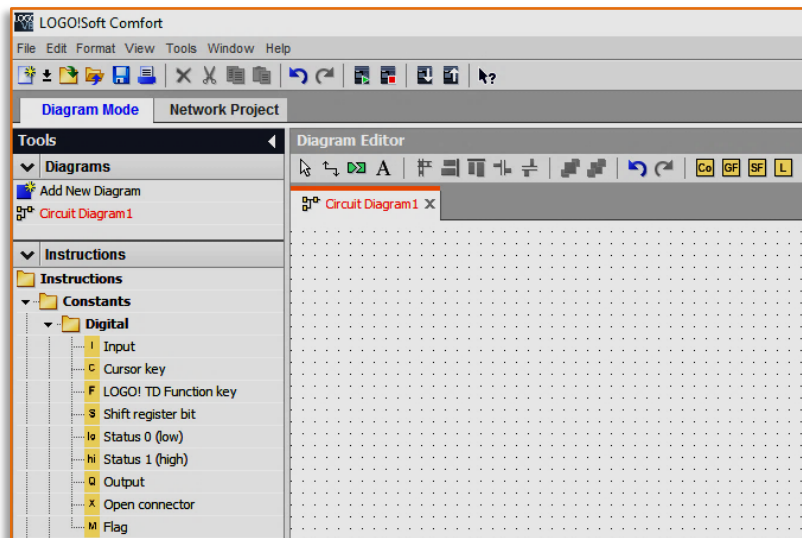 LOGO!Soft Comfort
File Edit Format View Tools Window Help
Diagram Mode Network Project
Tools
Diagram Editor
Diagrams
A
Co GF SF L
Add New Diagram
Circuit Diagram1
Circuit Diagram1
Instructions
Instructions
Constants
Digital
I Input
C Cursor key
F LOGO! TD Function key
S Shift register bit
lo Status 0 (low)
hi Status 1 (high)
Q Output
X Open connector
M Flag